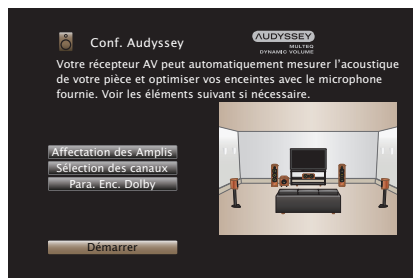 Conf. Audyssey
AUDYSSEY
MULTEQ
DYNAMIC VOLUME
Votre récepteur AV peut automatiquement mesurer l'acoustique
de votre pièce et optimiser vos enceintes avec le microphone
fournie. Voir les éléments suivant si nécessaire.
Affectation des Amplis
Sélection des canaux
Para. Enc. Dolby
Démarrer